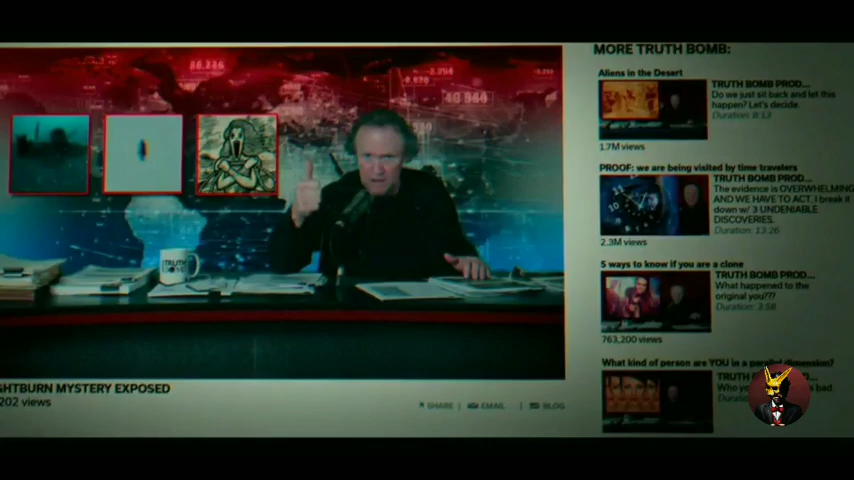 MORE TRUTH BOMB:
Aliens in the Desert
TRUTH BOMB PROD...
Do we just sit back and let this
happen? Let's decide.
Duration: 8:13
1.7M views
PROOF: we are being visited by time travelers
TRUTH BOMB PROD...
The evidence is OVERWHELMING
AND WE HAVE TO ACT. I break it
down w/ 3 UNDENIABLE
DISCOVERIES.
Duration: 13:26
2.3M views
5 ways to know if you are a clone
TRUTH BOMB PROD...
What happened to the
original you???
Duration: 3:58
763,200 views
What kind of person are YOU in a parallel dimension?
TRUTH
bad
TRUTH
BOMB
GHTBURN MYSTERY EXPOSED
202 views
SHARE | EMAIL | BLOG